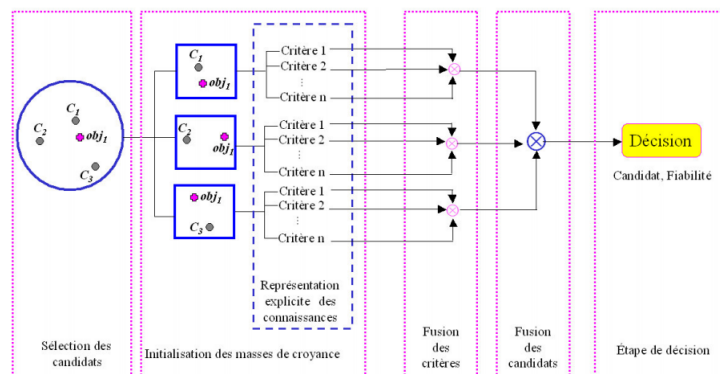 C1
C2
obj1
C3
C1
obj1
C2
obj1
obj1
C3
Critère 1
Critère 2
⋮
Critère n
Critère 1
Critère 2
⋮
Critère n
Critère 1
Critère 2
⋮
Critère n
Représentation
explicite des
connaissances
Décision
Candidat, Fiabilité
Sélection des
candidats
Initialisation des masses de croyance
Fusion
des
critères
Fusion
des
candidats
Étape de décision